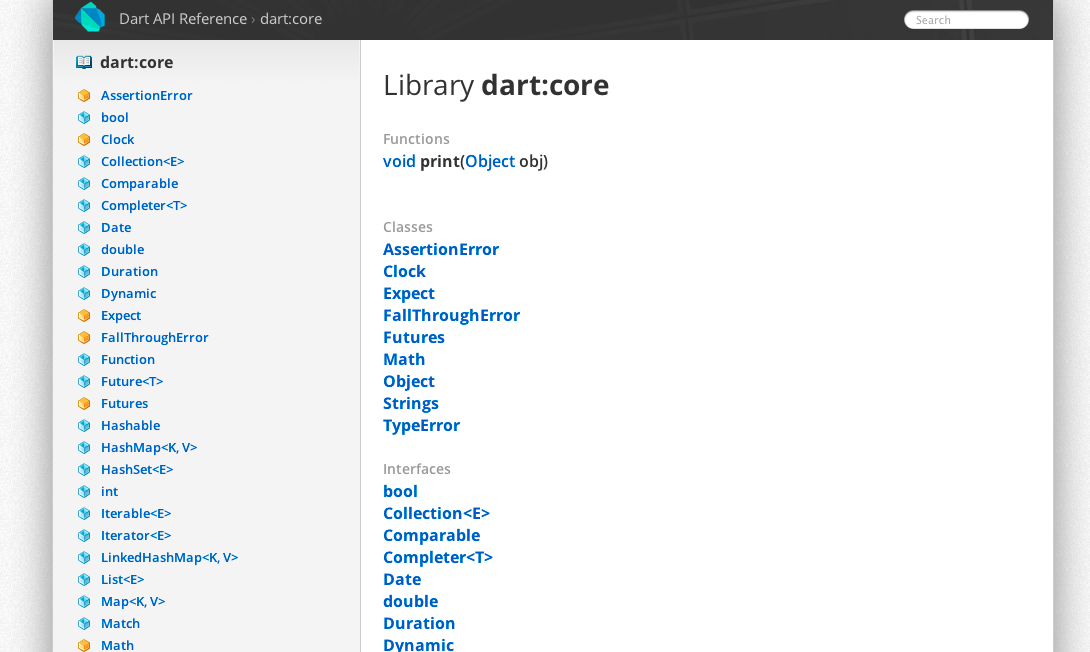 Dart API Reference › dart:core
Search
dart:core
AssertionError
bool
Clock
Collection<E>
Comparable
Completer<T>
Date
double
Duration
Dynamic
Expect
FallThroughError
Function
Future<T>
Futures
Hashable
HashMap<K, V>
HashSet<E>
int
Iterable<E>
Iterator<E>
LinkedHashMap<K, V>
List<E>
Map<K, V>
Match
Math
Library dart:core
Functions
void print(Object obj)
Classes
AssertionError
Clock
Expect
FallThroughError
Futures
Math
Object
Strings
TypeError
Interfaces
bool
Collection<E>
Comparable
Completer<T>
Date
double
Duration
Dynamic